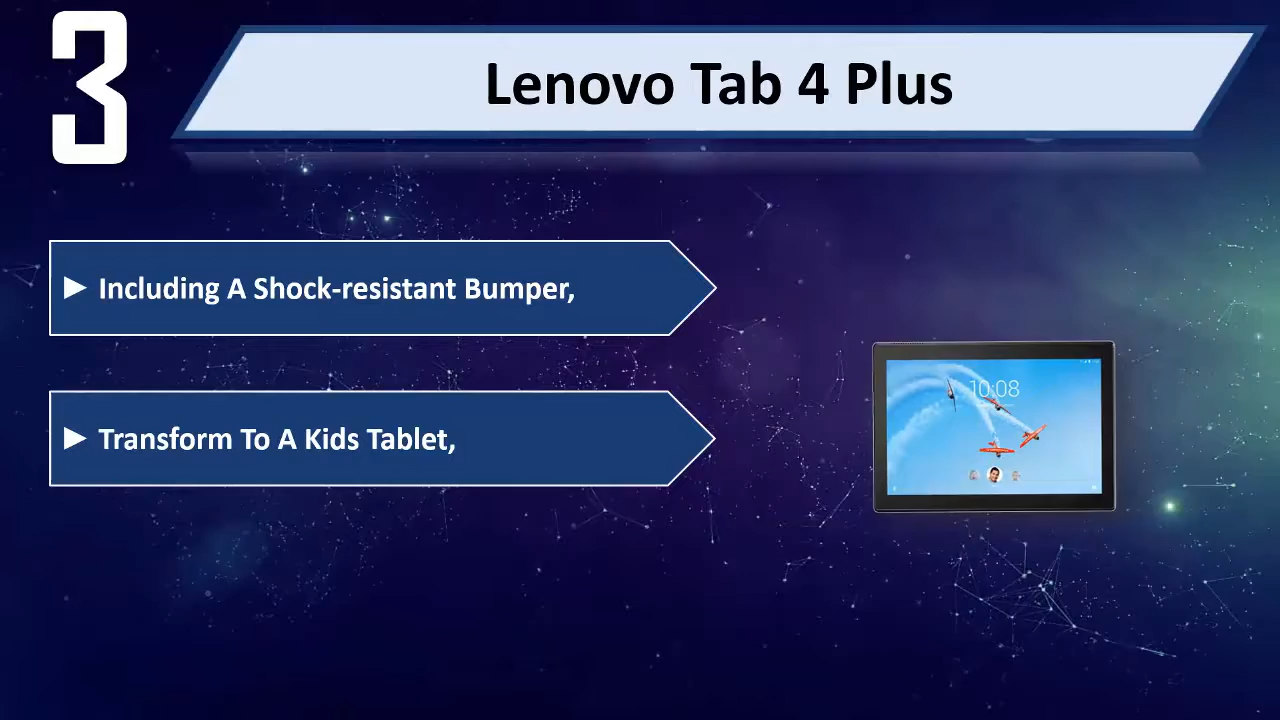 3
Lenovo Tab 4 Plus
► Including A Shock-resistant Bumper,
► Transform To A Kids Tablet,
10:08